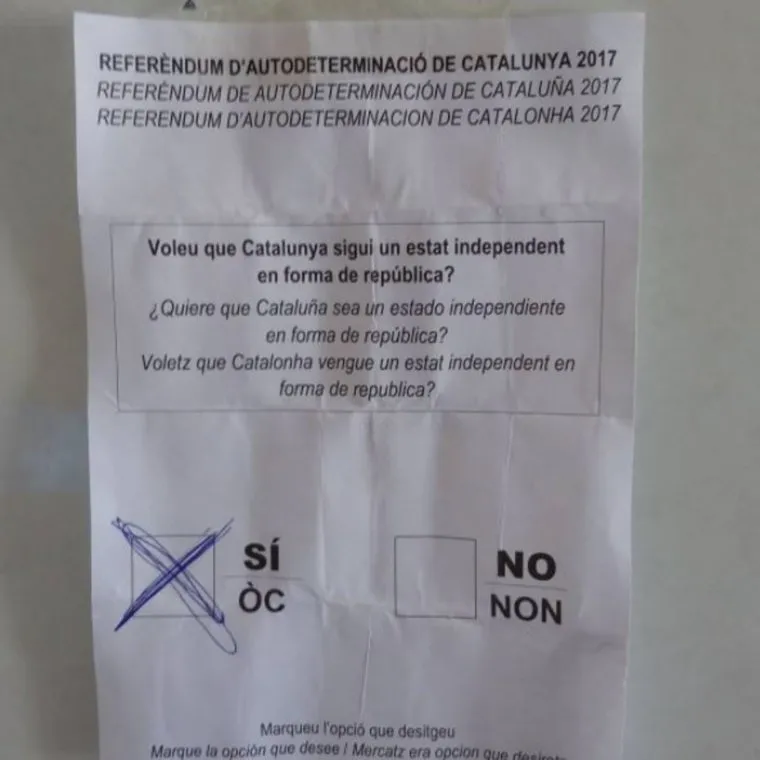 REFERÈNDUM D'AUTODETERMINACIÓ DE CATALUNYA 2017
REFERÉNDUM DE AUTODETERMINACIÓN DE CATALUÑA 2017
REFERENDUM D'AUTODETERMINACION DE CATALONHA 2017
Voleu que Catalunya sigui un estat independent
en forma de república?
¿Quiere que Cataluña sea un estado independiente
en forma de república?
Voletz que Catalonha vengue un estat independent en
forma de republica?
SÍ NO
ÒC NON
Marqueu l'opció que desitgeu
Marque la opción que desee / Mercatz era opcion que